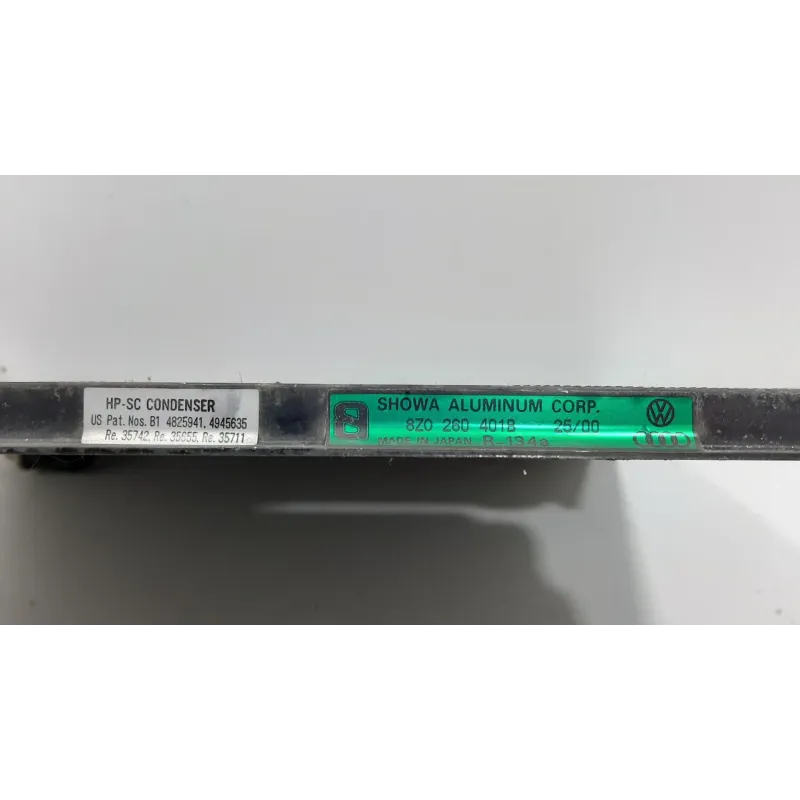 HP-SC CONDENSER
US Pat. Nos. B1 4825941, 4945635
Re. 35742, Re. 35655, Re. 35711
SHOWA ALUMINUM CORP.
8Z0 260 401B 25/00
MADE IN JAPAN R-134a